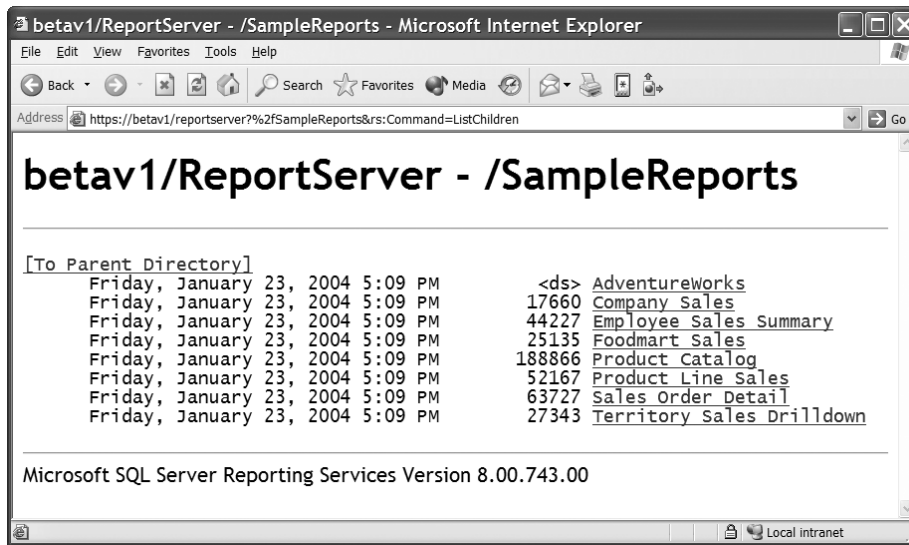 betav1/ReportServer - /SampleReports - Microsoft Internet Explorer
File Edit View Favorites Tools Help
Back Search Favorites Media
Address https://betav1/reportserver?%2fSampleReports&rs:Command=ListChildren Go
betav1/ReportServer - /SampleReports
[To Parent Directory]
Friday, January 23, 2004 5:09 PM <ds> AdventureWorks
Friday, January 23, 2004 5:09 PM 17660 Company Sales
Friday, January 23, 2004 5:09 PM 44227 Employee Sales Summary
Friday, January 23, 2004 5:09 PM 25135 Foodmart Sales
Friday, January 23, 2004 5:09 PM 188866 Product Catalog
Friday, January 23, 2004 5:09 PM 52167 Product Line Sales
Friday, January 23, 2004 5:09 PM 63727 Sales Order Detail
Friday, January 23, 2004 5:09 PM 27343 Territory Sales Drilldown
Microsoft SQL Server Reporting Services Version 8.00.743.00
Local intranet